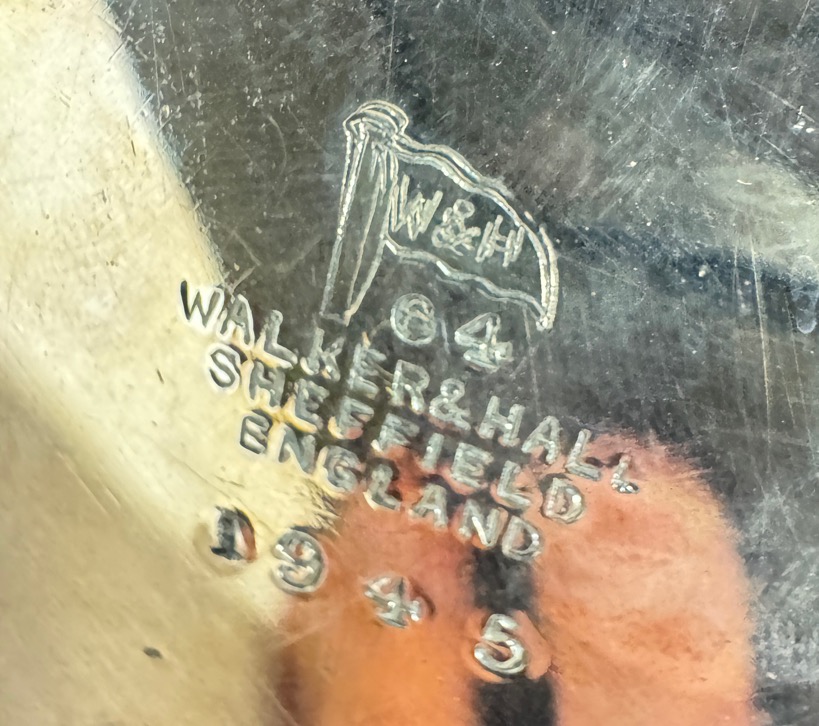 W&H
64
WALKER&HALL
SHEFFIELD
ENGLAND
1945